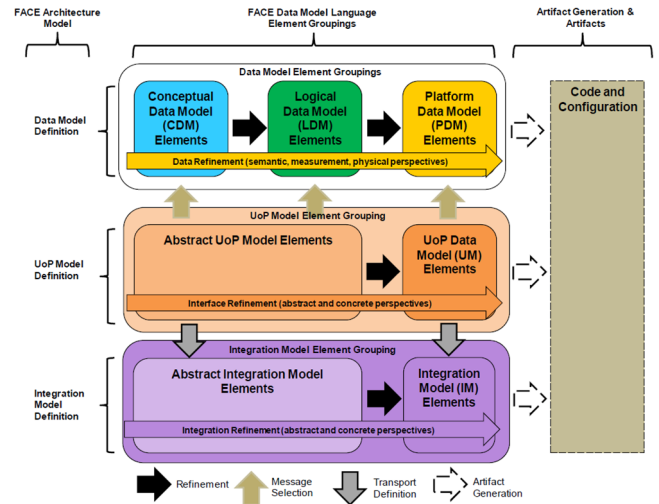 FACE Architecture
Model
FACE Data Model Language
Element Groupings
Artifact Generation &
Artifacts
Data Model Element Groupings
Data Model
Definition
Conceptual
Data Model
(CDM)
Elements
Logical
Data Model
(LDM)
Elements
Platform
Data Model
(PDM)
Elements
Data Refinement (semantic, measurement, physical perspectives)
Code and
Configuration
UoP Model Element Grouping
UoP Model
Definition
Abstract UoP Model Elements
UoP Data
Model (UM)
Elements
Interface Refinement (abstract and concrete perspectives)
Integration Model Element Grouping
Integration
Model
Definition
Abstract Integration Model
Elements
Integration
Model (IM)
Elements
Integration Refinement (abstract and concrete perspectives)
Refinement
Message
Selection
Transport
Definition
Artifact
Generation